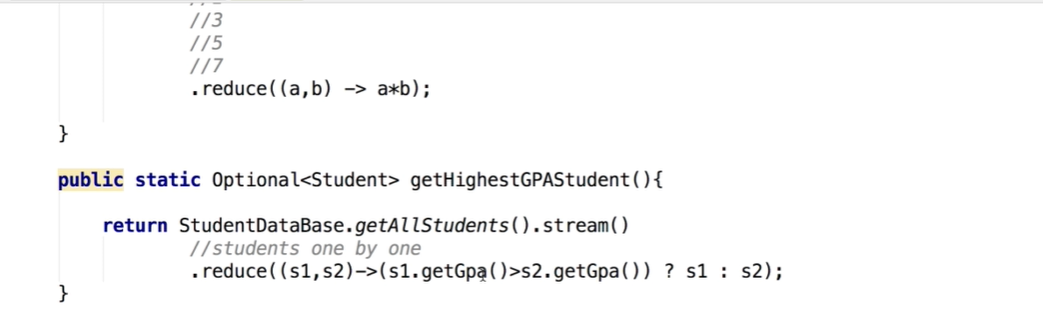 //3
//5
//7
.reduce((a,b) -> a*b);
}
public static Optional<Student> getHighestGPAStudent(){
return StudentDataBase.getAllStudents().stream()
//students one by one
.reduce((s1,s2)->(s1.getGpa()>s2.getGpa()) ? s1 : s2);
}